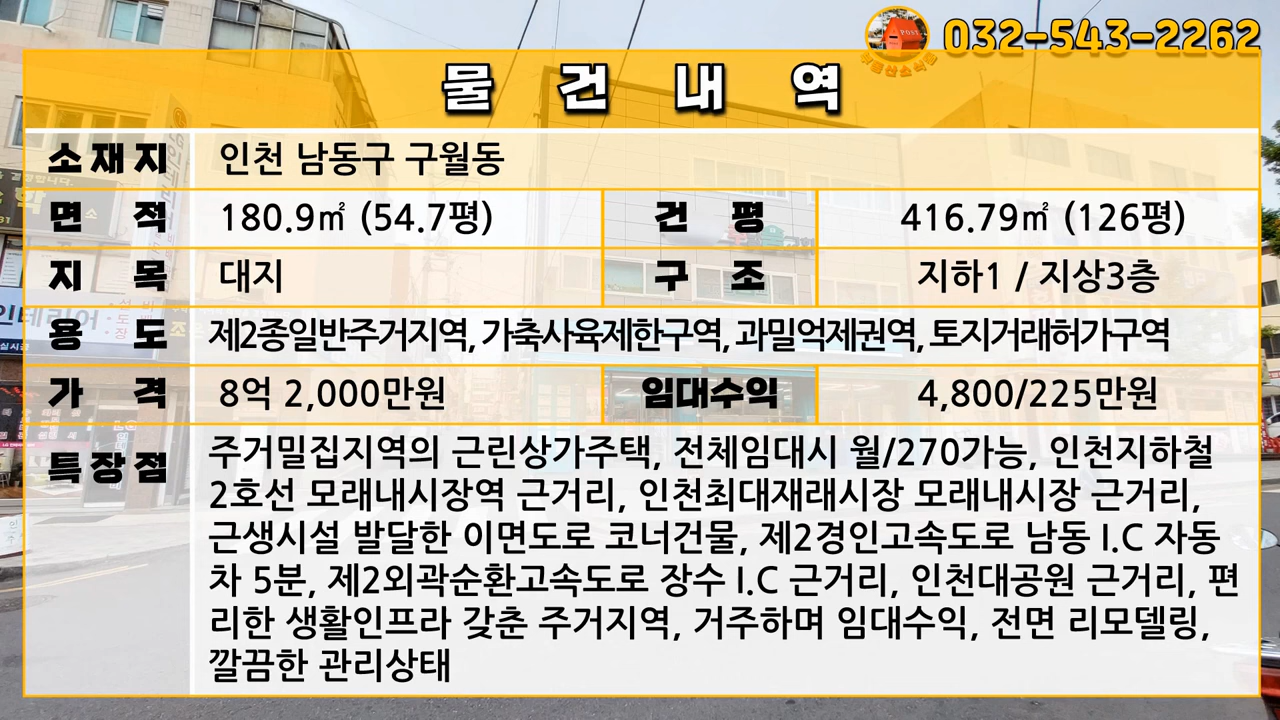 032-543-2262
POST
부동산소식통
물 건 내 역
소재지 인천 남동구 구월동
면 적 180.9㎡ (54.7평) 건 평 416.79㎡ (126평)
지 목 대지 구 조 지하1 / 지상3층
용 도 제2종일반주거지역, 가축사육제한구역, 과밀억제권역, 토지거래허가구역
가 격 8억 2,000만원 임대수익 4,800/225만원
특장점 주거밀집지역의 근린상가주택, 전체임대시 월/270가능, 인천지하철
2호선 모래내시장역 근거리, 인천최대재래시장 모래내시장 근거리,
근생시설 발달한 이면도로 코너건물, 제2경인고속도로 남동 I.C 자동
차 5분, 제2외곽순환고속도로 장수 I.C 근거리, 인천대공원 근거리, 편
리한 생활인프라 갖춘 주거지역, 거주하며 임대수익, 전면 리모델링,
깔끔한 관리상태
인테리어